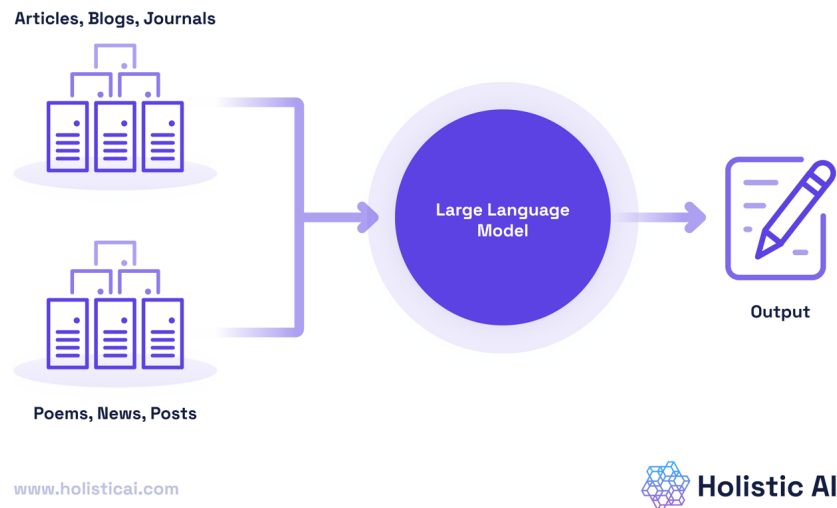 Articles, Blogs, Journals
Large Language
Model
Output
Poems, News, Posts
www.holisticai.com
Holistic AI